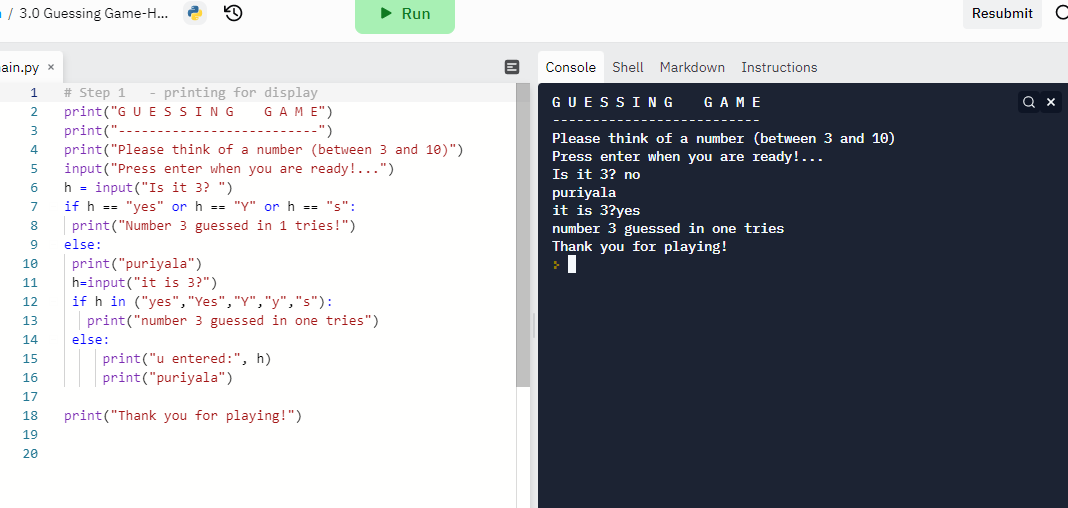 / 3.0 Guessing Game-H...
Run
Resubmit
ain.py ×
Console Shell Markdown Instructions
1 # Step 1   - printing for display
2 print("G U E S S I N G    G A M E")
3 print("--------------------------")
4 print("Please think of a number (between 3 and 10)")
5 input("Press enter when you are ready!...")
6 h = input("Is it 3? ")
7 if h == "yes" or h == "Y" or h == "s":
8  print("Number 3 guessed in 1 tries!")
9 else:
10  print("puriyala")
11  h=input("it is 3?")
12  if h in ("yes","Yes","Y","y","s"):
13    print("number 3 guessed in one tries")
14  else:
15      print("u entered:", h)
16      print("puriyala")
17
18 print("Thank you for playing!")
19
20
G U E S S I N G    G A M E
--------------------------
Please think of a number (between 3 and 10)
Press enter when you are ready!...
Is it 3? no
puriyala
it is 3?yes
number 3 guessed in one tries
Thank you for playing!